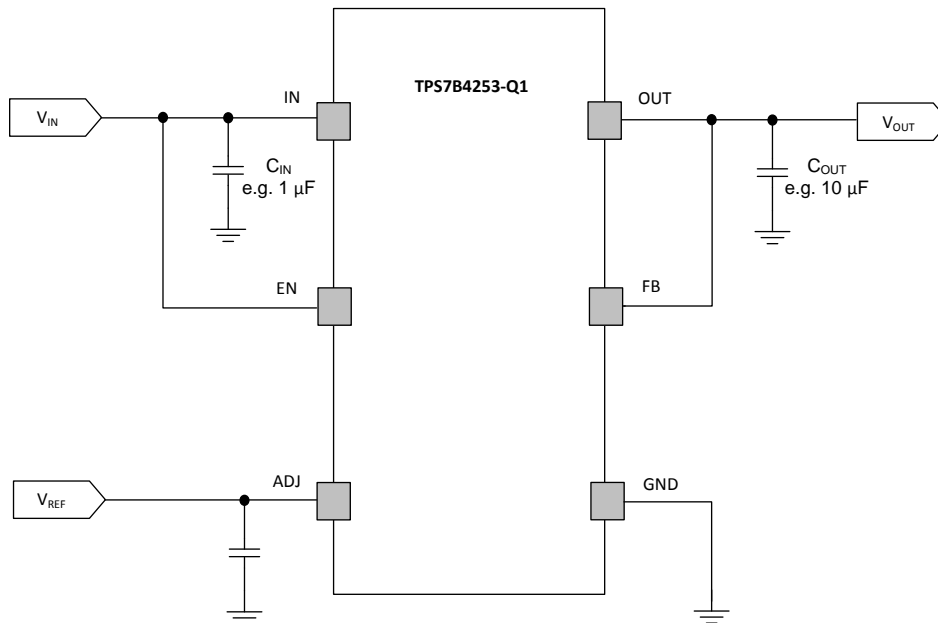 TPS7B4253-Q1
IN
OUT
V_IN
V_OUT
C_IN
e.g. 1 µF
C_OUT
e.g. 10 µF
EN
FB
ADJ
GND
V_REF